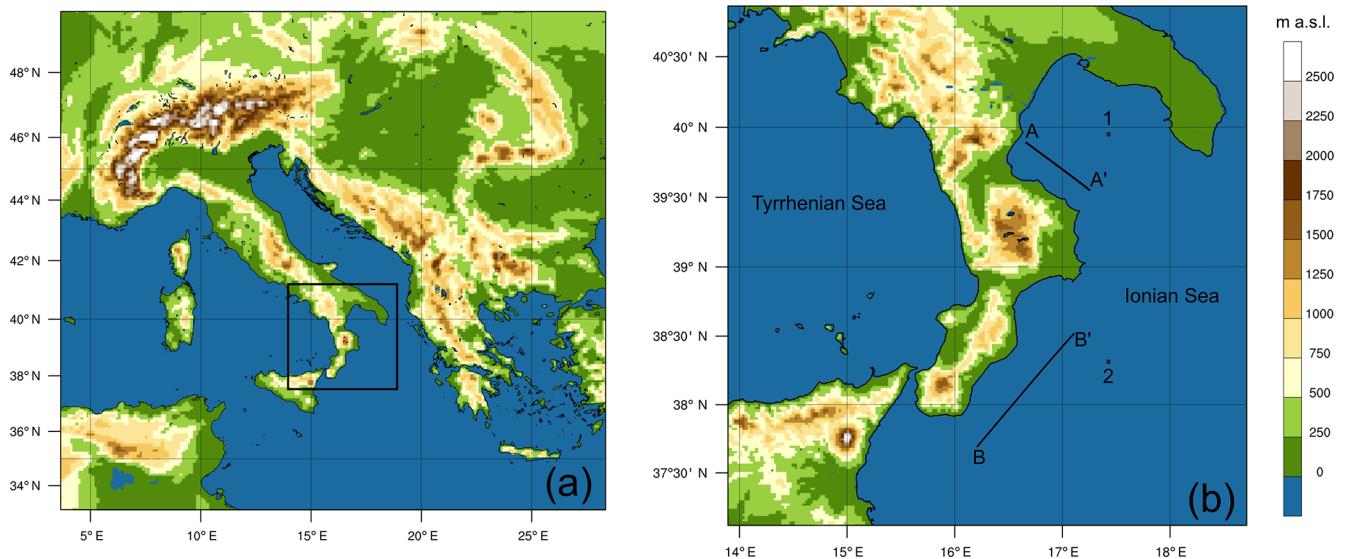 48° N
46° N
44° N
42° N
40° N
38° N
36° N
34° N
5° E
10° E
15° E
20° E
25° E
(a)
40°30' N
40° N
39°30' N
39° N
38°30' N
38° N
37°30' N
14° E
15° E
16° E
17° E
18° E
1
A
A'
Tyrrhenian Sea
Ionian Sea
B'
2
B
(b)
m a.s.l.
2500
2250
2000
1750
1500
1250
1000
750
500
250
0